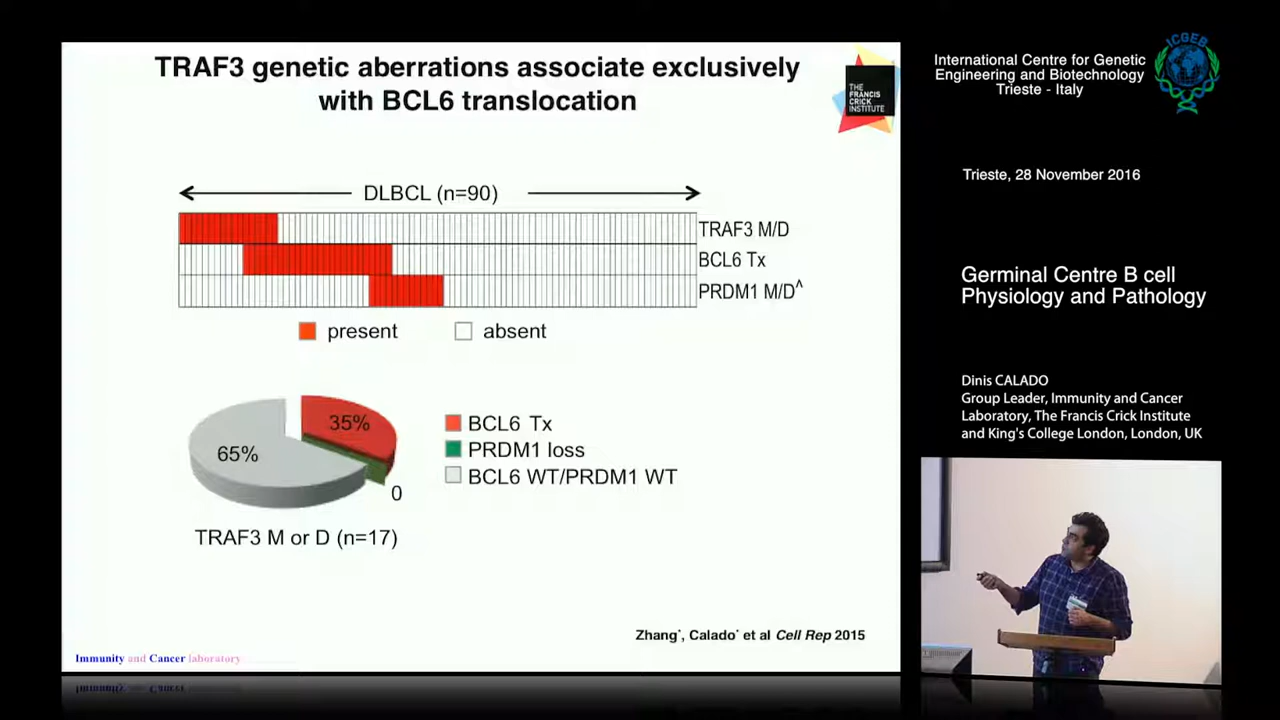 TRAF3 genetic aberrations associate exclusively
with BCL6 translocation
THE
FRANCIS
CRICK
INSTITUTE
DLBCL (n=90)
TRAF3 M/D
BCL6 Tx
PRDM1 M/D^
present
absent
35%
65%
0
BCL6 Tx
PRDM1 loss
BCL6 WT/PRDM1 WT
TRAF3 M or D (n=17)
Zhang*, Calado* et al Cell Rep 2015
Immunity and Cancer laboratory
International Centre for Genetic
Engineering and Biotechnology
Trieste - Italy
ICGEB
Trieste, 28 November 2016
Germinal Centre B cell
Physiology and Pathology
Dinis CALADO
Group Leader, Immunity and Cancer
Laboratory, The Francis Crick Institute
and King's College London, London, UK